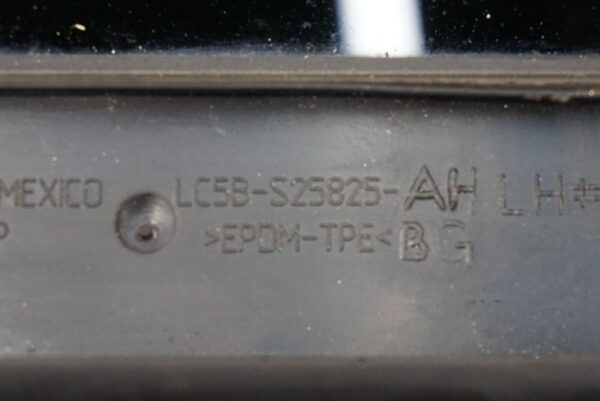 MEXICO LC5B-S25825-AH LH+
P >EPDM-TPE< BG